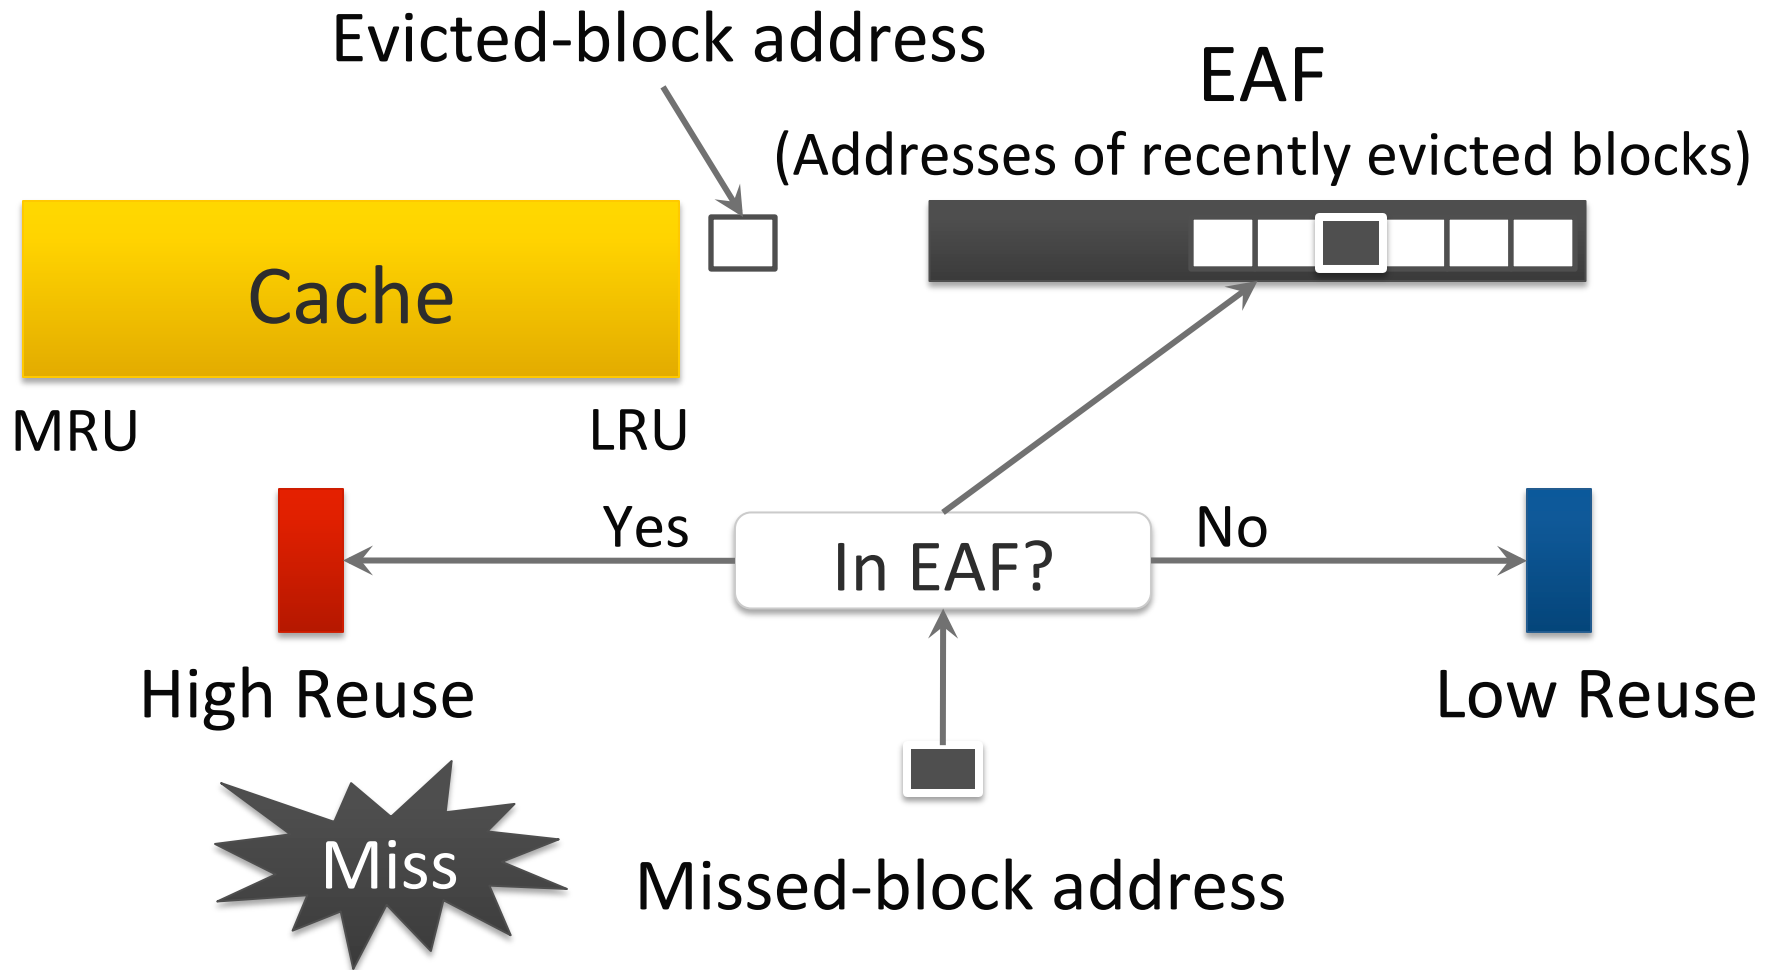 Evicted-block address
EAF
(Addresses of recently evicted blocks)
Cache
MRU
LRU
Yes
In EAF?
No
High Reuse
Low Reuse
Miss
Missed-block address